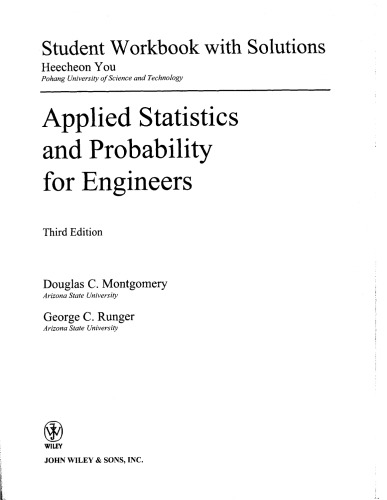 Student Workbook with Solutions
Heecheon You
Pohang University of Science and Technology
Applied Statistics
and Probability
for Engineers
Third Edition
Douglas C. Montgomery
Arizona State University
George C. Runger
Arizona State University
WILEY
JOHN WILEY & SONS, INC.